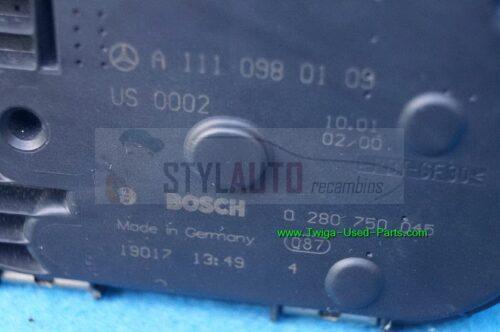 A 111 098 01 09
US 0002
10.01
02/00
STYLAUTO
recambios
BOSCH
0 280 750 045
www.Twiga-Used-Parts.com
Made in Germany
Q87
19017 13:49
4